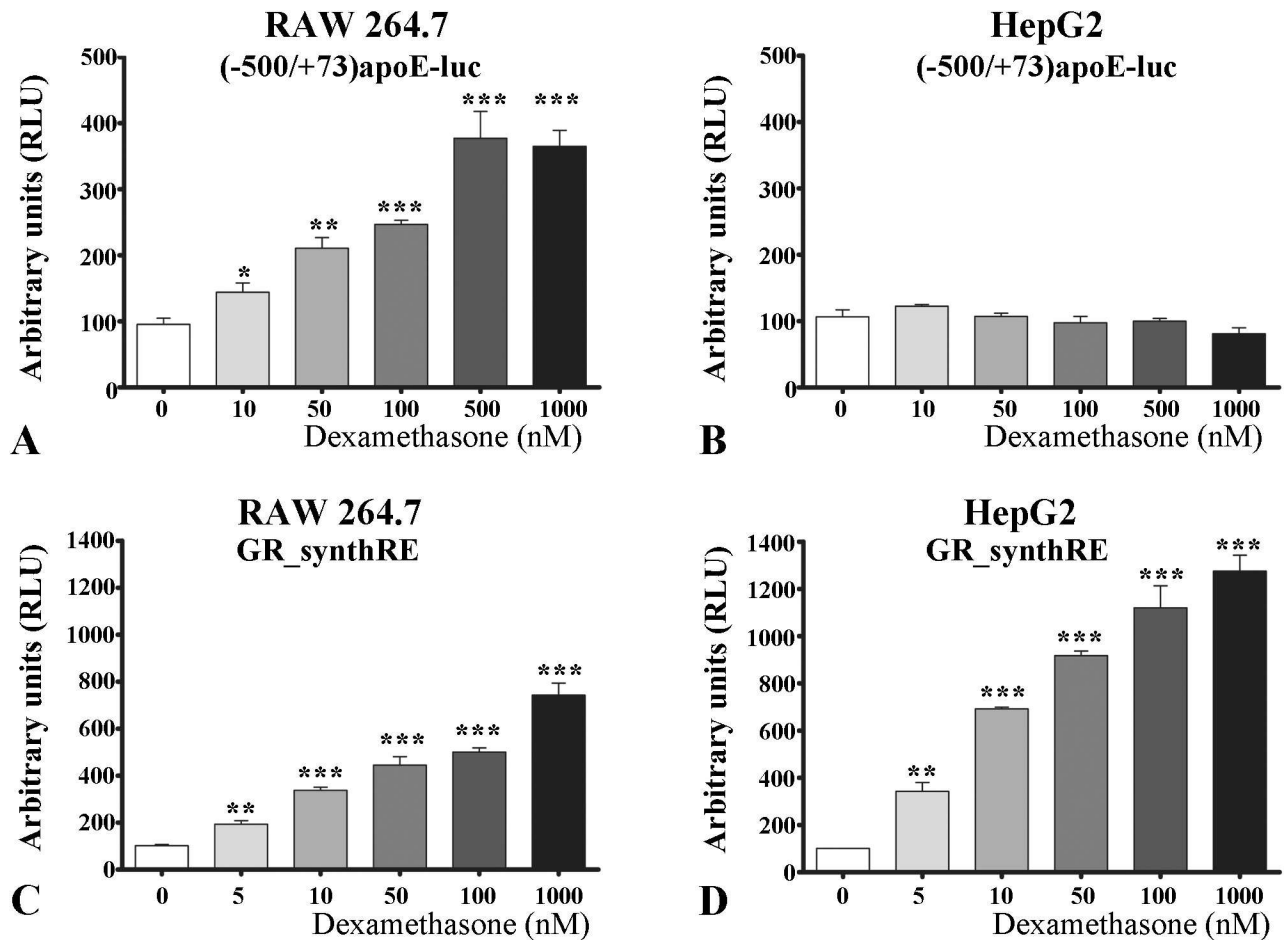 RAW 264.7
(-500/+73)apoE-luc
Arbitrary units (RLU)
500
400
300
200
100
0
*
**
***
***
***
0 10 50 100 500 1000
Dexamethasone (nM)
A
HepG2
(-500/+73)apoE-luc
Arbitrary units (RLU)
500
400
300
200
100
0
0 10 50 100 500 1000
Dexamethasone (nM)
B
RAW 264.7
GR_synthRE
Arbitrary units (RLU)
1400
1200
1000
800
600
400
200
0
**
***
***
***
***
0 5 10 50 100 1000
Dexamethasone (nM)
C
HepG2
GR_synthRE
Arbitrary units (RLU)
1400
1200
1000
800
600
400
200
0
**
***
***
***
***
0 5 10 50 100 1000
Dexamethasone (nM)
D